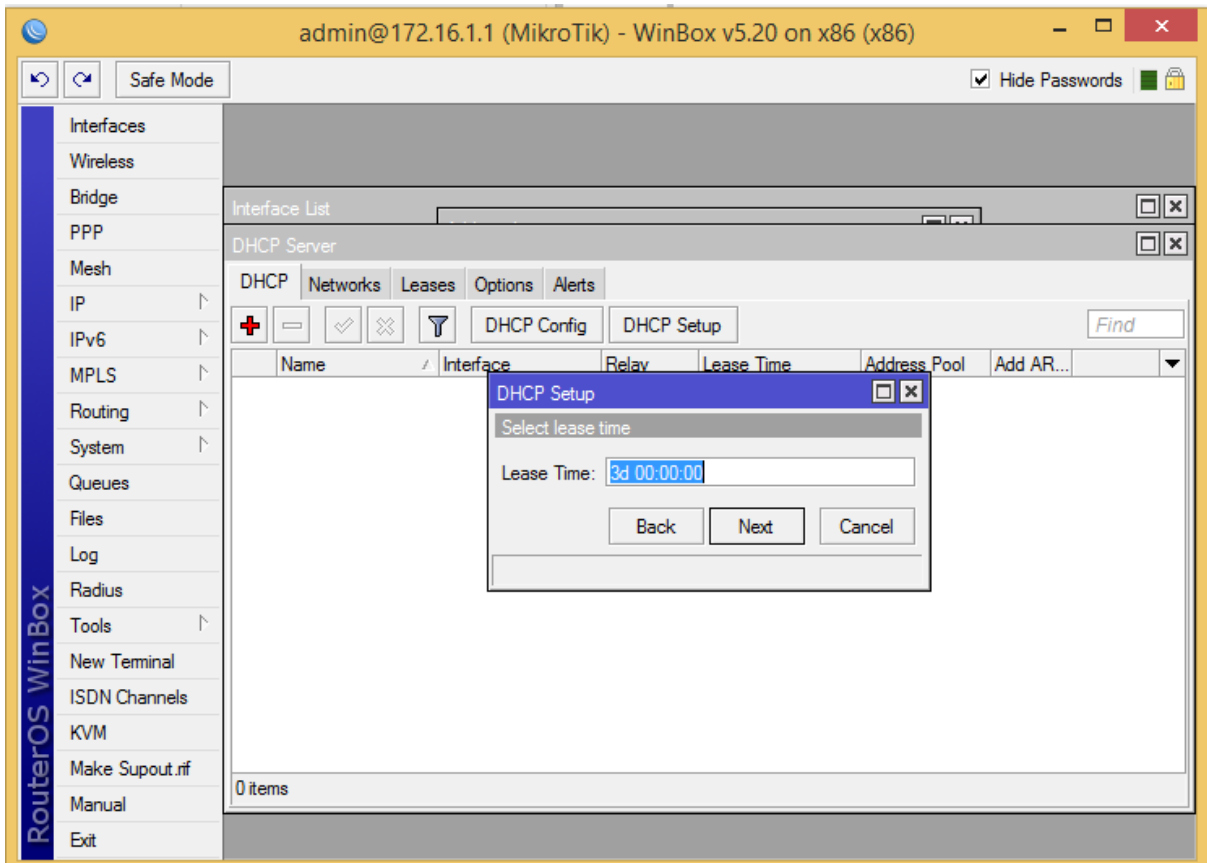 admin@172.16.1.1 (MikroTik) - WinBox v5.20 on x86 (x86)
Safe Mode
Hide Passwords
RouterOS WinBox
Interfaces
Wireless
Bridge
PPP
Mesh
IP
IPv6
MPLS
Routing
System
Queues
Files
Log
Radius
Tools
New Terminal
ISDN Channels
KVM
Make Supout.rif
Manual
Exit
Interface List
DHCP Server
DHCP Networks Leases Options Alerts
DHCP Config DHCP Setup Find
Name Interface Relay Lease Time Address Pool Add AR...
DHCP Setup
Select lease time
Lease Time: 3d 00:00:00
Back Next Cancel
0 items